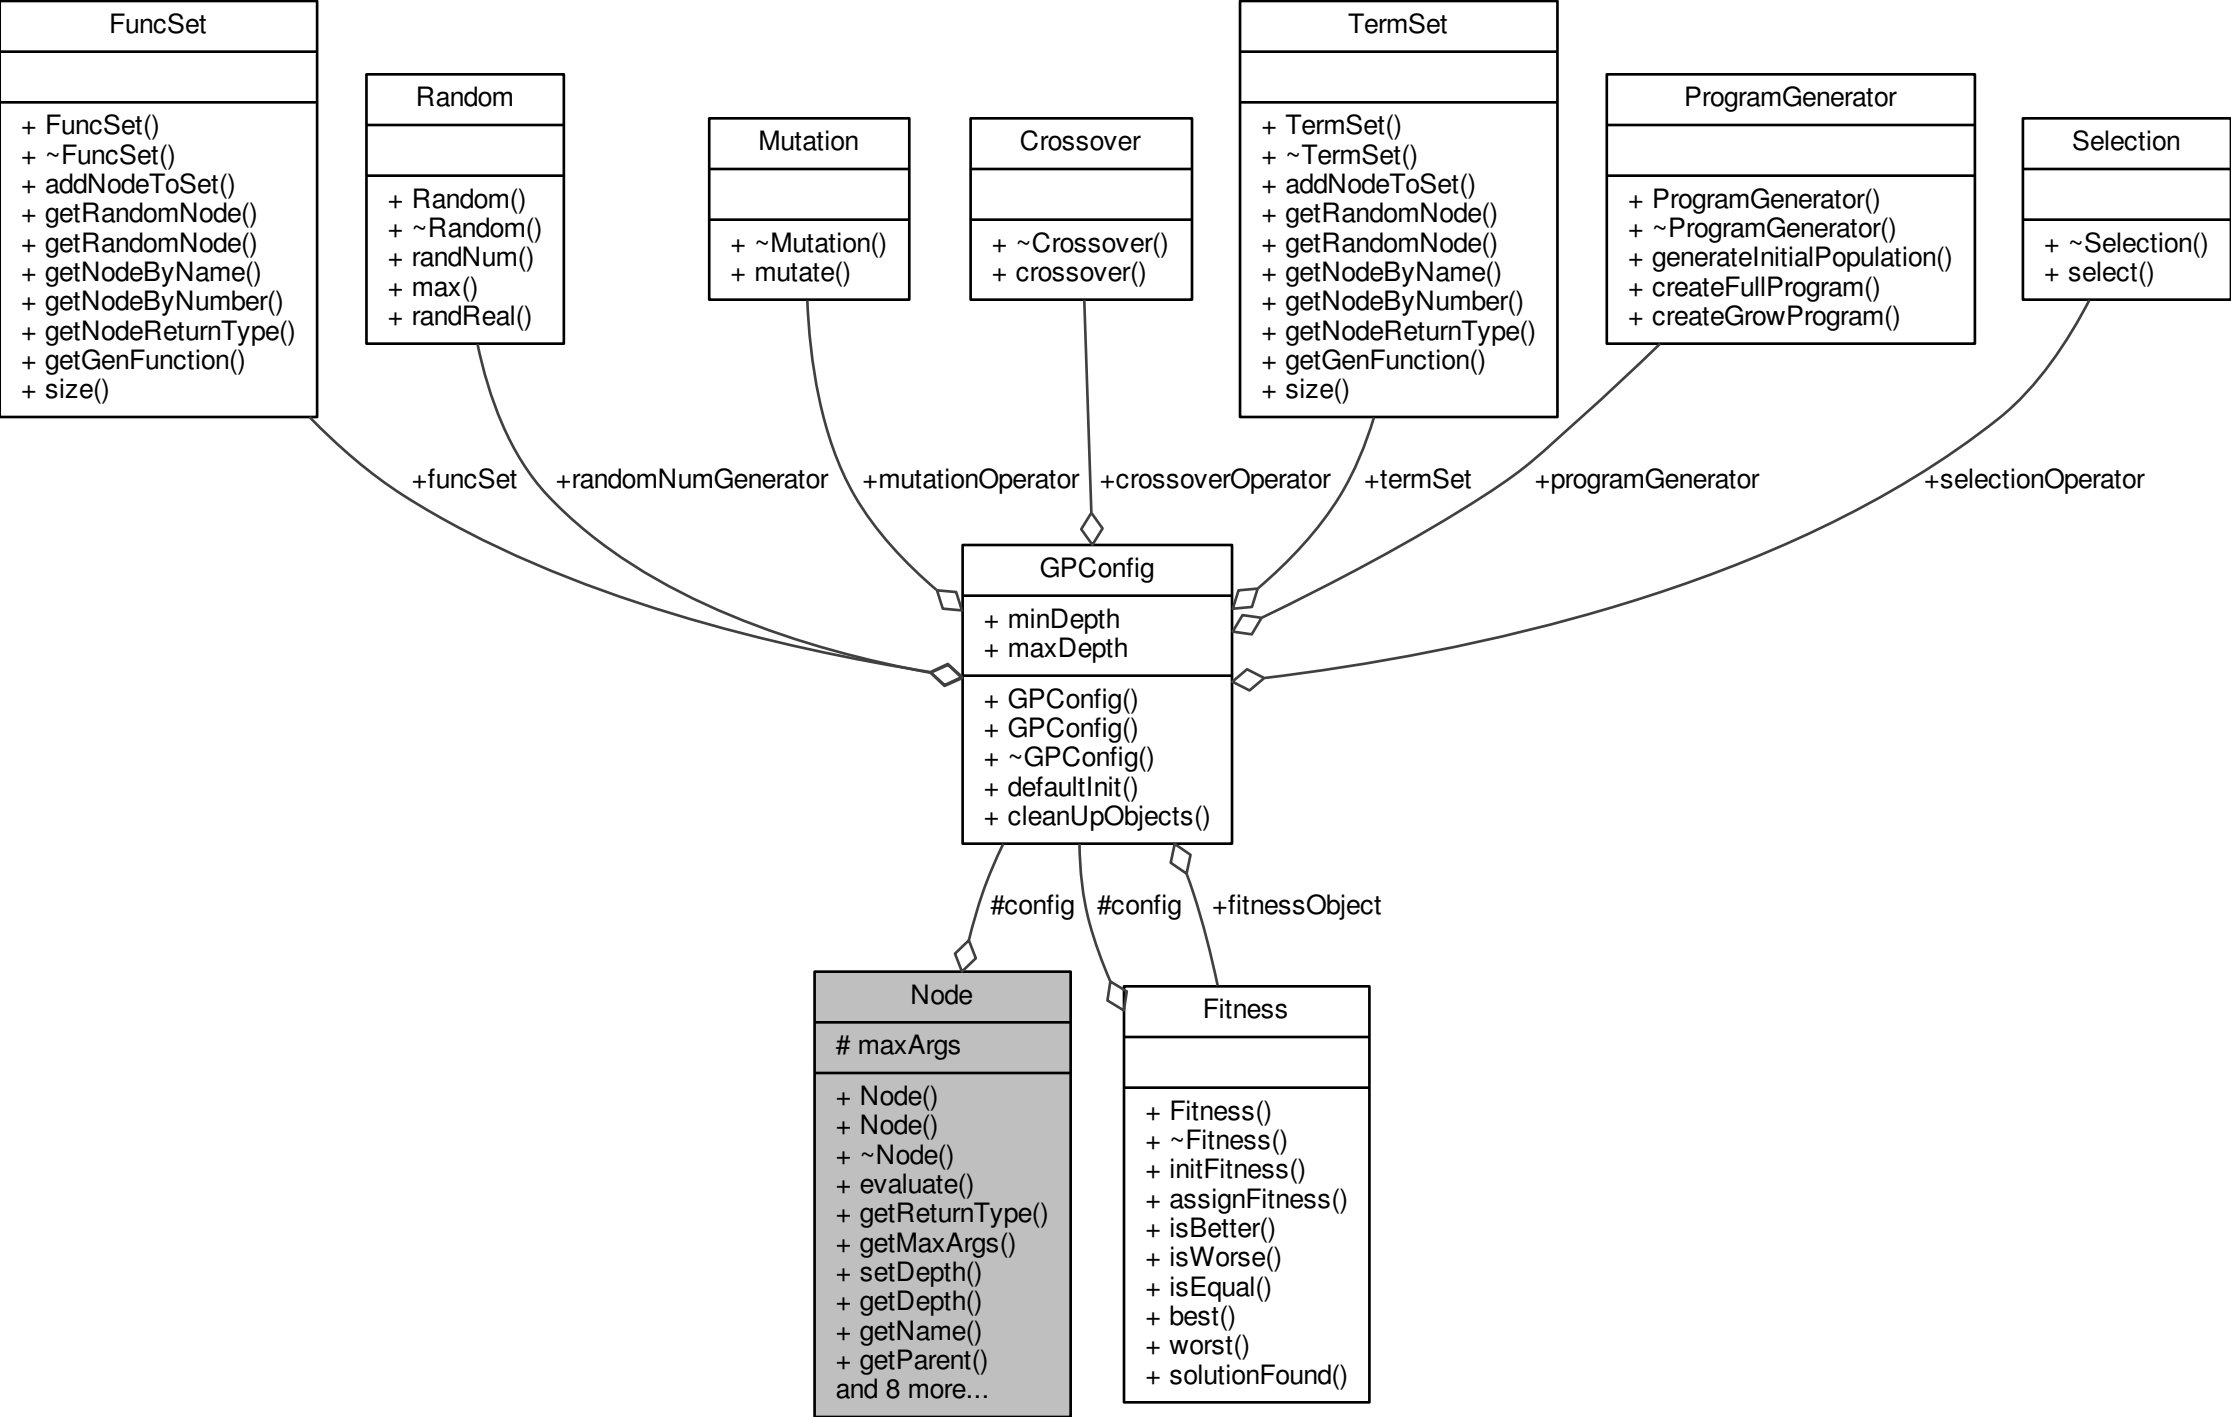 FuncSet
+ FuncSet()
+ ~FuncSet()
+ addNodeToSet()
+ getRandomNode()
+ getRandomNode()
+ getNodeByName()
+ getNodeByNumber()
+ getNodeReturnType()
+ getGenFunction()
+ size()
Random
+ Random()
+ ~Random()
+ randNum()
+ max()
+ randReal()
Mutation
+ ~Mutation()
+ mutate()
Crossover
+ ~Crossover()
+ crossover()
TermSet
+ TermSet()
+ ~TermSet()
+ addNodeToSet()
+ getRandomNode()
+ getRandomNode()
+ getNodeByName()
+ getNodeByNumber()
+ getNodeReturnType()
+ getGenFunction()
+ size()
ProgramGenerator
+ ProgramGenerator()
+ ~ProgramGenerator()
+ generateInitialPopulation()
+ createFullProgram()
+ createGrowProgram()
Selection
+ ~Selection()
+ select()
+funcSet
+randomNumGenerator
+mutationOperator
+crossoverOperator
+termSet
+programGenerator
+selectionOperator
GPConfig
+ minDepth
+ maxDepth
+ GPConfig()
+ GPConfig()
+ ~GPConfig()
+ defaultInit()
+ cleanUpObjects()
#config
#config
+fitnessObject
Node
# maxArgs
+ Node()
+ Node()
+ ~Node()
+ evaluate()
+ getReturnType()
+ getMaxArgs()
+ setDepth()
+ getDepth()
+ getName()
+ getParent()
and 8 more...
Fitness
+ Fitness()
+ ~Fitness()
+ initFitness()
+ assignFitness()
+ isBetter()
+ isWorse()
+ isEqual()
+ best()
+ worst()
+ solutionFound()